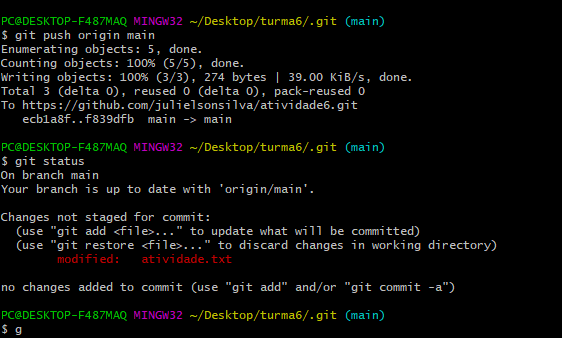 PC@DESKTOP-F487MAQ MINGW32 ~/Desktop/turma6/.git (main)
$ git push origin main
Enumerating objects: 5, done.
Counting objects: 100% (5/5), done.
Writing objects: 100% (3/3), 274 bytes | 39.00 KiB/s, done.
Total 3 (delta 0), reused 0 (delta 0), pack-reused 0
To https://github.com/julielsonsilva/atividade6.git
   ecb1a8f..f839dfb  main -> main
PC@DESKTOP-F487MAQ MINGW32 ~/Desktop/turma6/.git (main)
$ git status
On branch main
Your branch is up to date with 'origin/main'.
Changes not staged for commit:
  (use "git add <file>..." to update what will be committed)
  (use "git restore <file>..." to discard changes in working directory)
        modified:   atividade.txt
no changes added to commit (use "git add" and/or "git commit -a")
PC@DESKTOP-F487MAQ MINGW32 ~/Desktop/turma6/.git (main)
$ g